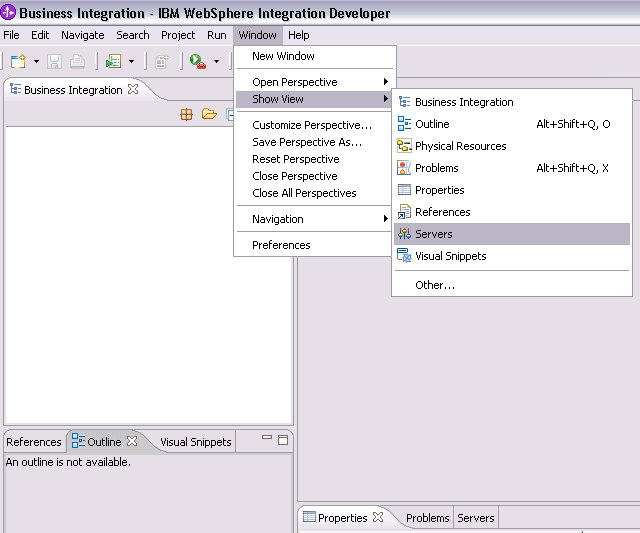 Business Integration - IBM WebSphere Integration Developer
File Edit Navigate Search Project Run Window Help
New Window
Open Perspective
Show View
Customize Perspective...
Save Perspective As...
Reset Perspective
Close Perspective
Close All Perspectives
Navigation
Preferences
Business Integration
Outline Alt+Shift+Q, O
Physical Resources
Problems Alt+Shift+Q, X
Properties
References
Servers
Visual Snippets
Other...
Business Integration
References Outline Visual Snippets
An outline is not available.
Properties Problems Servers